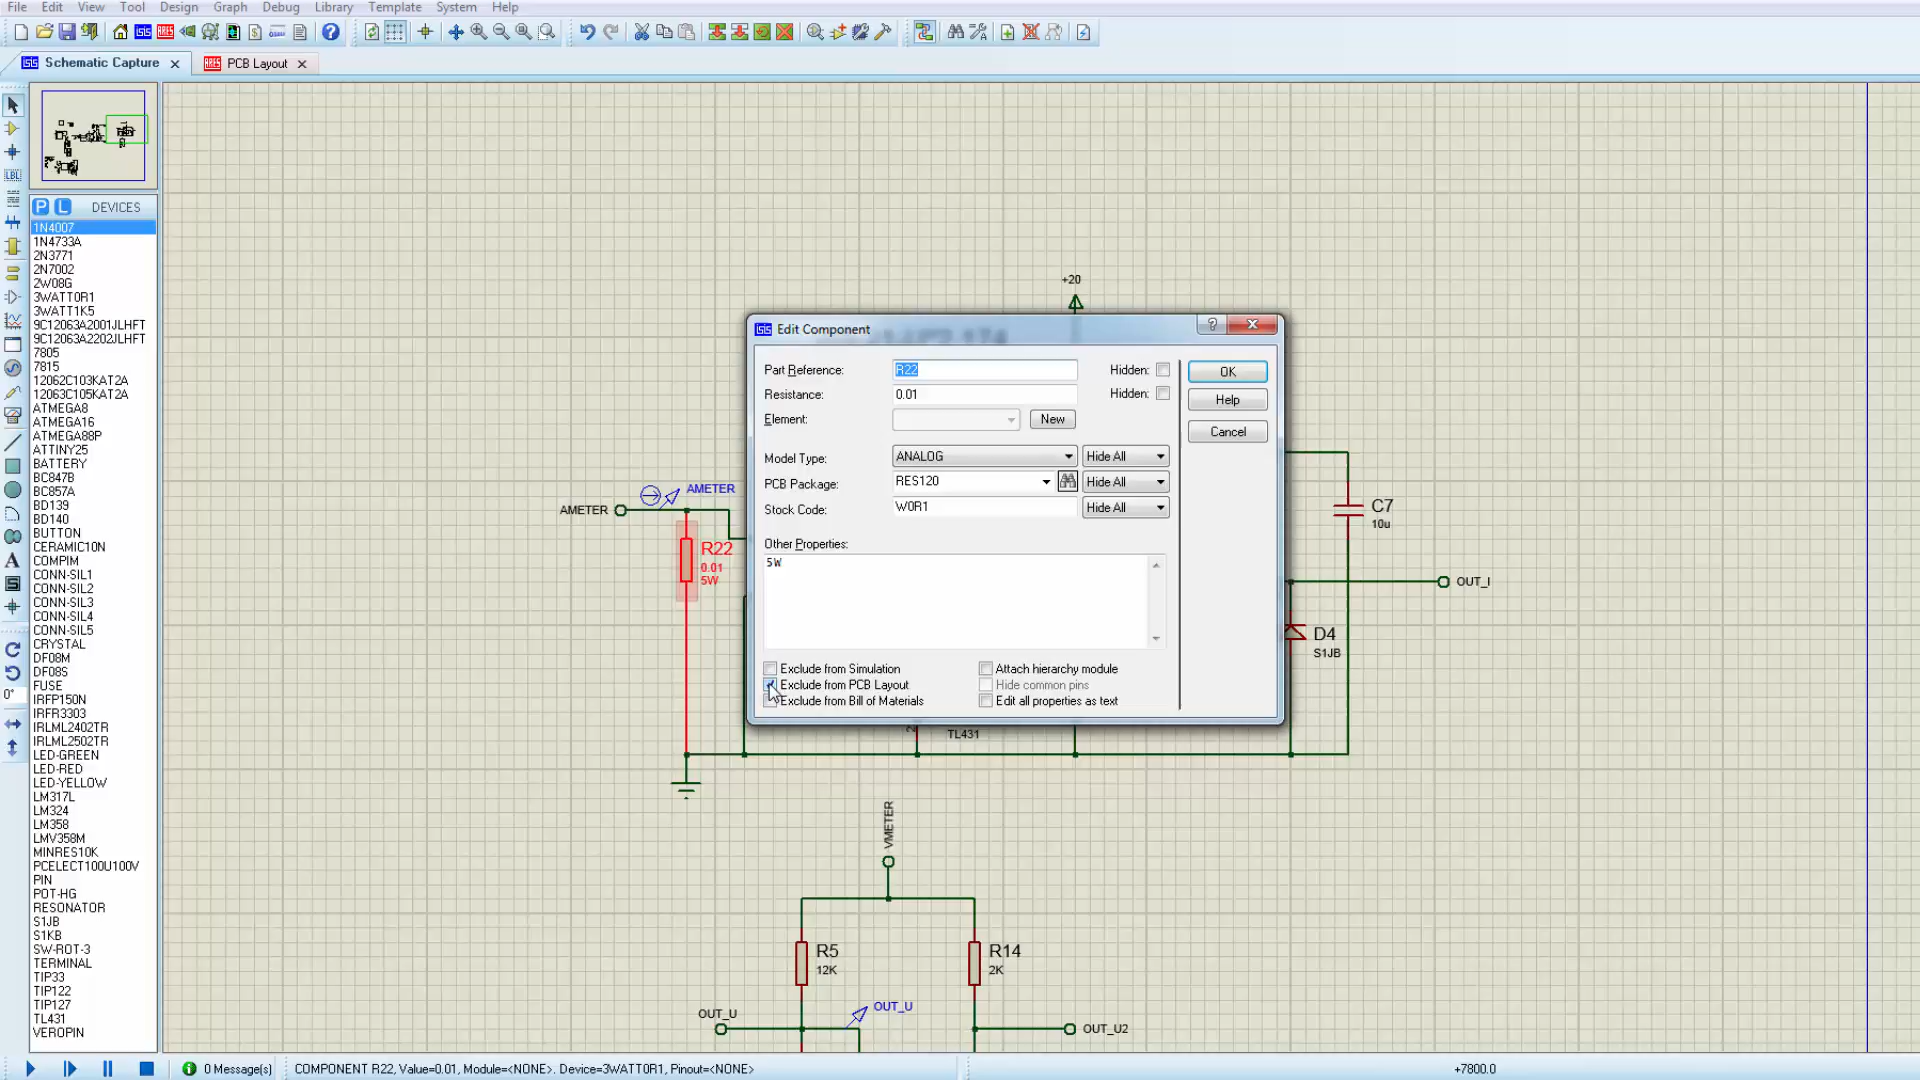 File Edit View Tool Design Graph Debug Library Template System Help
Schematic Capture
PCB Layout
P L DEVICES
1N4007
1N4733A
2N3771
2N7002
2W08G
3WATT0R1
3WATT1K5
9C12063A2001JLHFT
9C12063A2202JLHFT
7805
7815
12062C103KAT2A
12063C105KAT2A
ATMEGA8
ATMEGA16
ATMEGA88P
ATTINY25
BATTERY
BC847B
BC857A
BD139
BD140
BUTTON
CERAMIC10N
COMPIM
CONN-SIL1
CONN-SIL2
CONN-SIL3
CONN-SIL4
CONN-SIL5
CRYSTAL
DF08M
DF08S
FUSE
IRFP150N
IRFR3303
IRLML2402TR
IRLML2502TR
LED-GREEN
LED-RED
LED-YELLOW
LM317L
LM324
LM358
LMV358M
MINRES10K
PCELECT100U100V
PIN
POT-HG
RESONATOR
S1JB
S1KB
SW-ROT-3
TERMINAL
TIP33
TIP122
TIP127
TL431
VEROPIN
LBL
0°
+20
Edit Component
Part Reference: R22 Hidden:
Resistance: 0.01 Hidden:
Element: New
Model Type: ANALOG Hide All
PCB Package: RES120 Hide All
Stock Code: W0R1 Hide All
Other Properties:
5W
Exclude from Simulation
Exclude from PCB Layout
Exclude from Bill of Materials
Attach hierarchy module
Hide common pins
Edit all properties as text
OK
Help
Cancel
AMETER
AMETER
R22
0.01
5W
C7
10u
OUT_I
D4
S1JB
TL431
VMETER
R5
12K
R14
2K
OUT_U
OUT_U
OUT_U2
0 Message(s)
COMPONENT R22, Value=0.01, Module=<NONE>, Device=3WATT0R1, Pinout=<NONE>
+7800.0